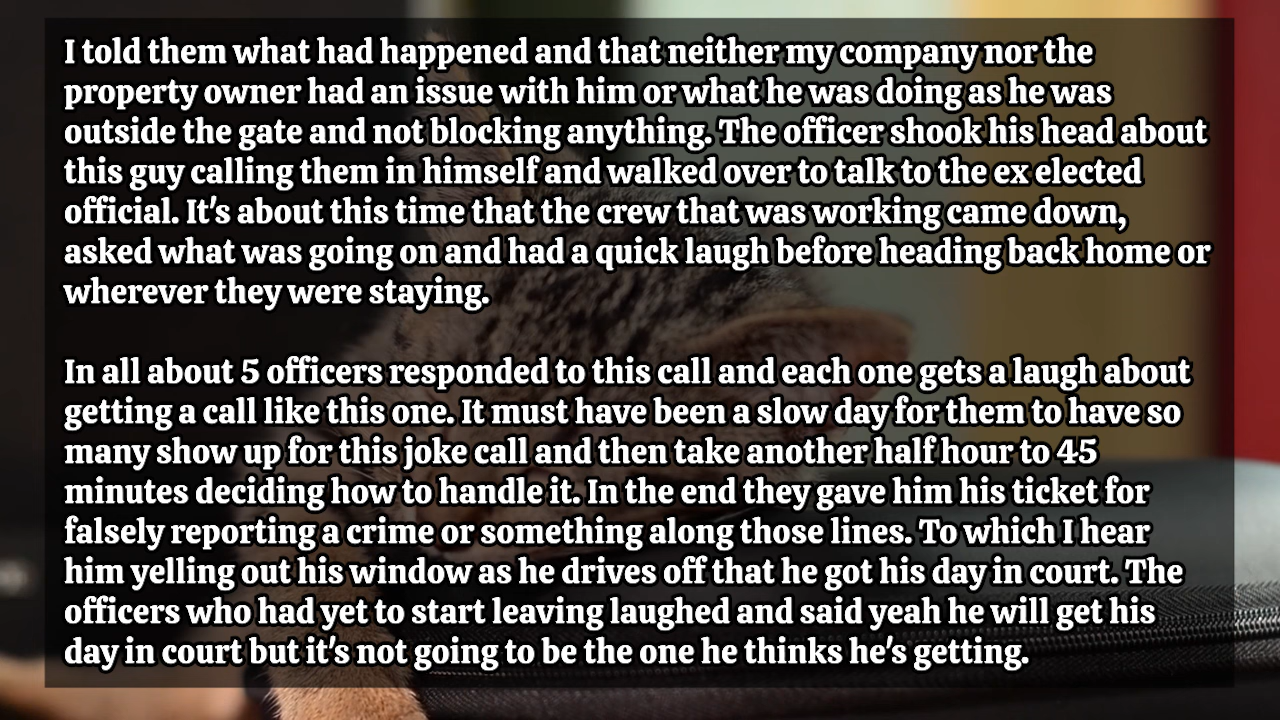 I told them what had happened and that neither my company nor the
property owner had an issue with him or what he was doing as he was
outside the gate and not blocking anything. The officer shook his head about
this guy calling them in himself and walked over to talk to the ex elected
official. It's about this time that the crew that was working came down,
asked what was going on and had a quick laugh before heading back home or
wherever they were staying.
In all about 5 officers responded to this call and each one gets a laugh about
getting a call like this one. It must have been a slow day for them to have so
many show up for this joke call and then take another half hour to 45
minutes deciding how to handle it. In the end they gave him his ticket for
falsely reporting a crime or something along those lines. To which I hear
him yelling out his window as he drives off that he got his day in court. The
officers who had yet to start leaving laughed and said yeah he will get his
day in court but it's not going to be the one he thinks he's getting.